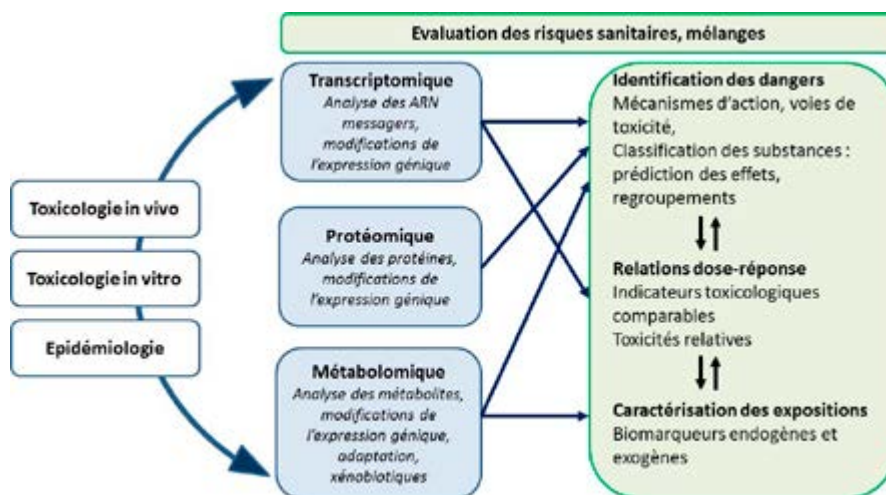 Evaluation des risques sanitaires, mélanges
Toxicologie in vivo
Toxicologie in vitro
Epidémiologie
Transcriptomique
Analyse des ARN
messagers,
modifications de
l'expression génique
Protéomique
Analyse des protéines,
modifications de
l'expression génique
Métabolomique
Analyse des métabolites,
modifications de
l'expression génique,
adaptation,
xénobiotiques
Identification des dangers
Mécanismes d'action, voies de
toxicité,
Classification des substances :
prédiction des effets,
regroupements
Relations dose-réponse
Indicateurs toxicologiques
comparables
Toxicités relatives
Caractérisation des expositions
Biomarqueurs endogènes et
exogènes